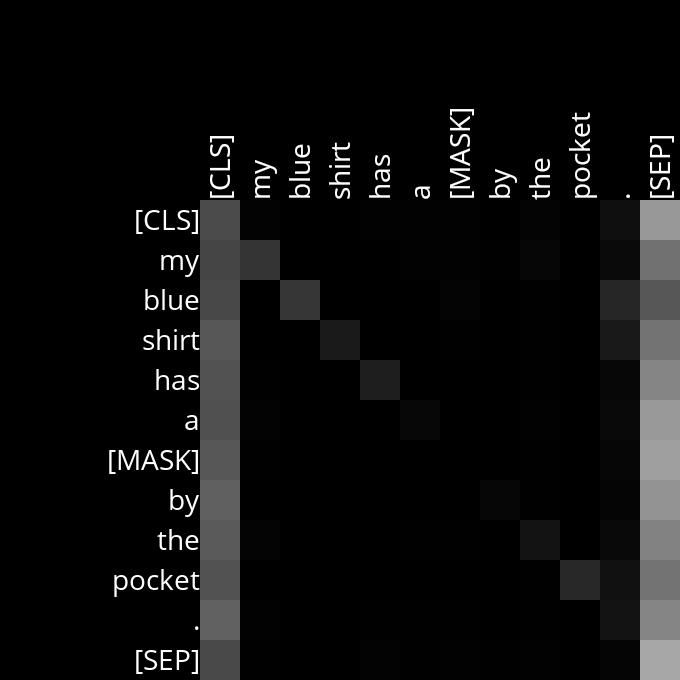 [CLS] my blue shirt has a [MASK] by the pocket . [SEP]
[CLS]
my
blue
shirt
has
a
[MASK]
by
the
pocket
.
[SEP]